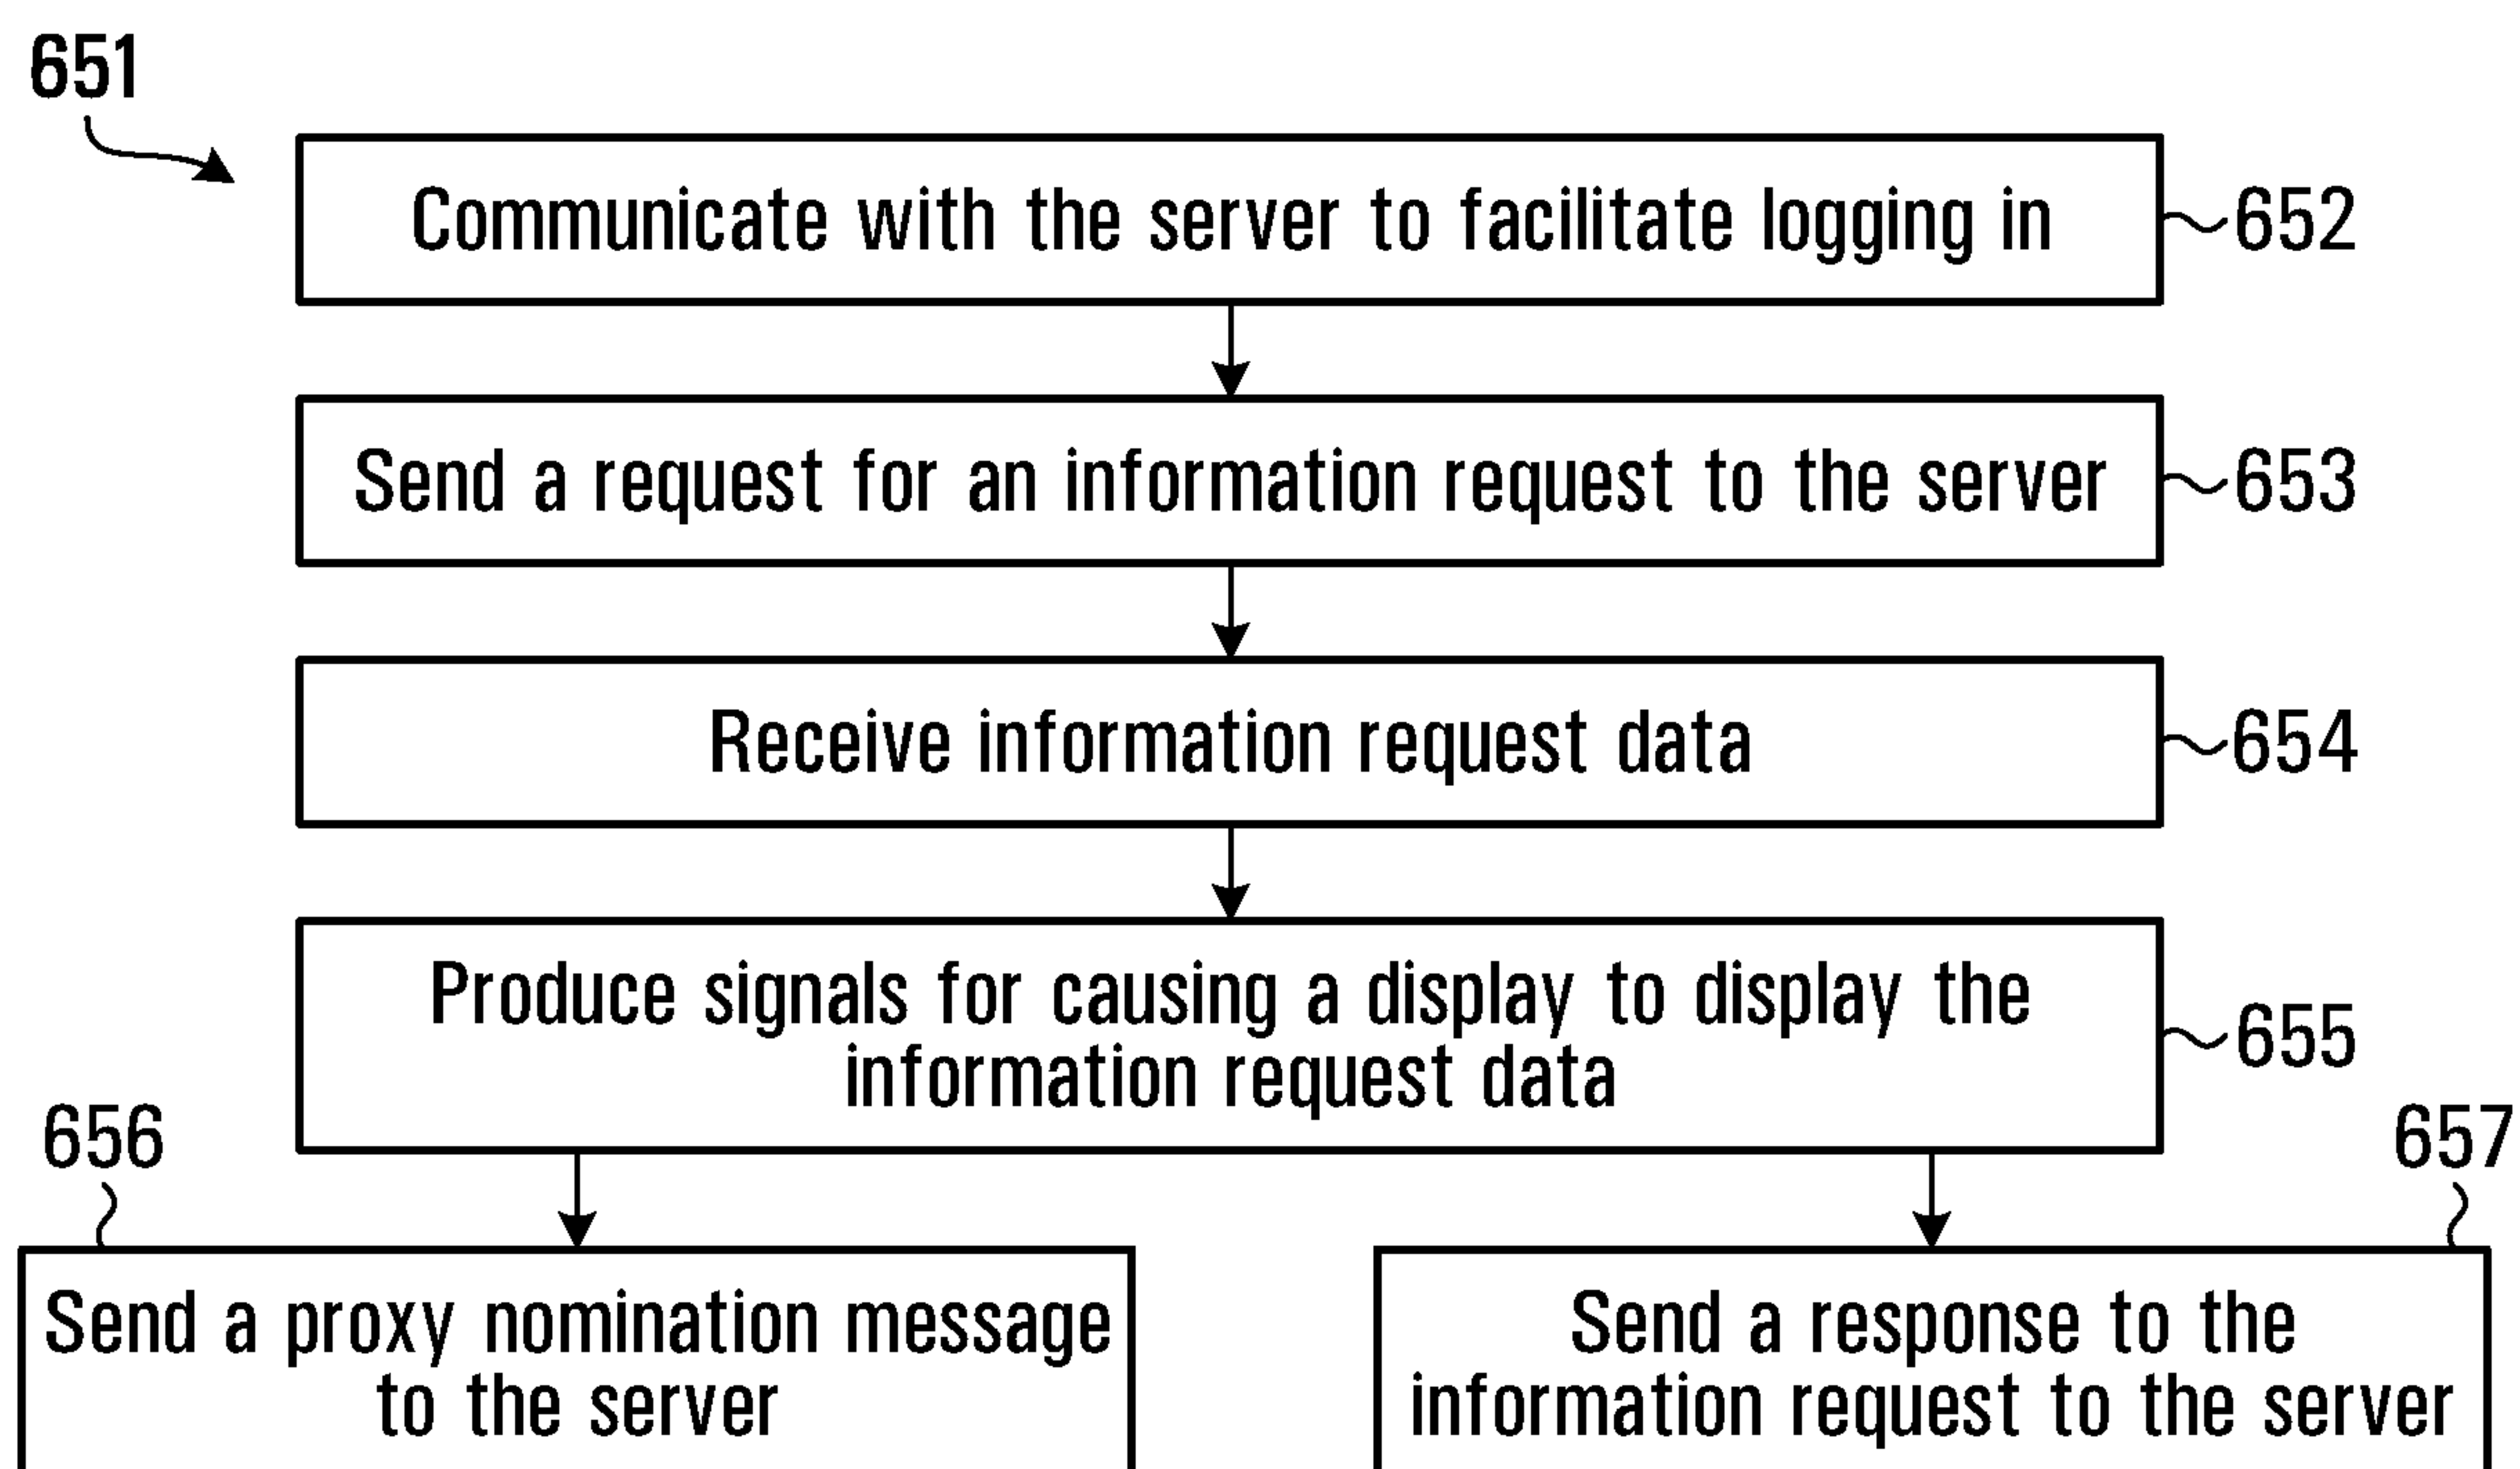 651
Communicate with the server to facilitate logging in
652
Send a request for an information request to the server
653
Receive information request data
654
Produce signals for causing a display to display the
information request data
655
656
657
Send a proxy nomination message
to the server
Send a response to the
information request to the server